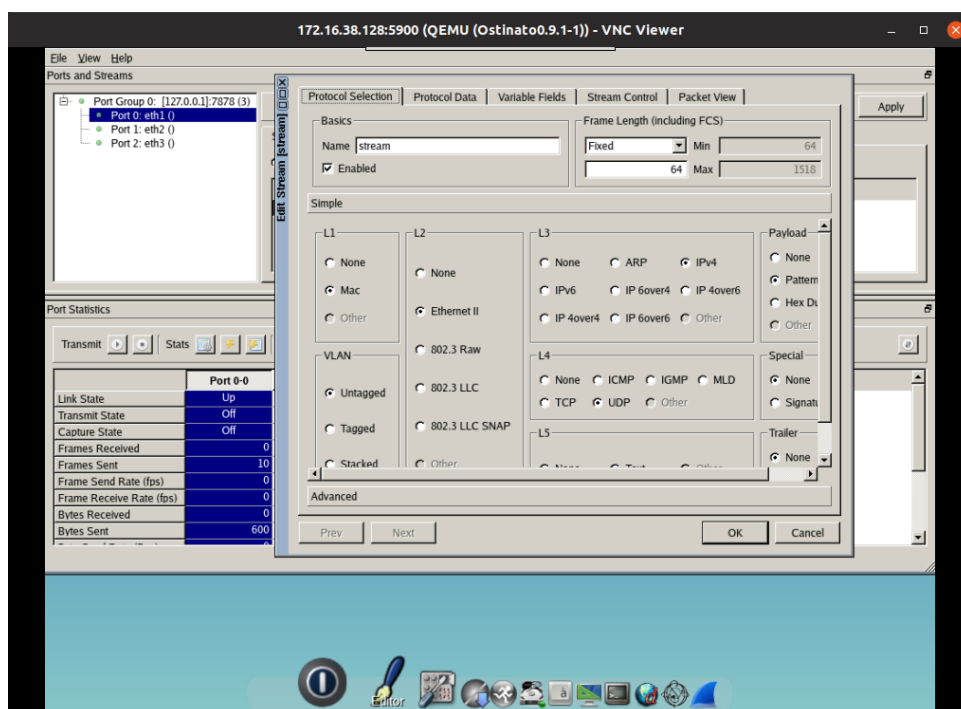 172.16.38.128:5900 (QEMU (Ostinato0.9.1-1)) - VNC Viewer
File View Help
Ports and Streams
Port Group 0: [127.0.0.1]:7878 (3)
Port 0: eth1 ()
Port 1: eth2 ()
Port 2: eth3 ()
Apply
Edit Stream [stream]
Protocol Selection Protocol Data Variable Fields Stream Control Packet View
Basics
Name stream
Enabled
Frame Length (including FCS)
Fixed Min 64
64 Max 1518
Simple
L1
None
Mac
Other
VLAN
Untagged
Tagged
Stacked
L2
None
Ethernet II
802.3 Raw
802.3 LLC
802.3 LLC SNAP
Other
L3
None ARP IPv4
IPv6 IP 6over4 IP 4over6
IP 4over4 IP 6over6 Other
L4
None ICMP IGMP MLD
TCP UDP Other
L5
None Text Other
Payload
None
Pattern
Hex Du
Other
Special
None
Signatu
Trailer
None
Advanced
Prev Next OK Cancel
Port Statistics
Transmit Stats
Port 0-0
Link State Up
Transmit State Off
Capture State Off
Frames Received 0
Frames Sent 10
Frame Send Rate (fps) 0
Frame Receive Rate (fps) 0
Bytes Received 0
Bytes Sent 600
Editor